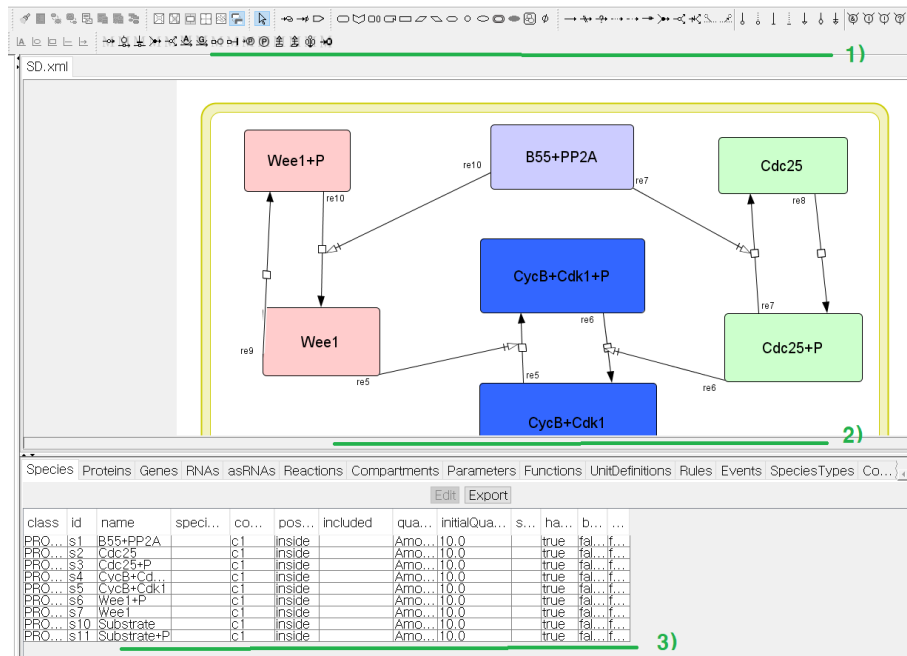 1)
SD.xml
Wee1+P
B55+PP2A
Cdc25
re10
re7
re10
re8
CycB+Cdk1+P
re7
Wee1
re6
Cdc25+P
re9
re5
re5
re6
CycB+Cdk1
2)
Species Proteins Genes RNAs asRNAs Reactions Compartments Parameters Functions UnitDefinitions Rules Events SpeciesTypes Co...
Edit Export
class id name speci... co... pos... included qua... initialQua... s... ha... b... ...
PRO... s1 B55+PP2A c1 inside Amo... 10.0 true fal... f...
PRO... s2 Cdc25 c1 inside Amo... 10.0 true fal... f...
PRO... s3 Cdc25+P c1 inside Amo... 10.0 true fal... f...
PRO... s4 CycB+Cd... c1 inside Amo... 10.0 true fal... f...
PRO... s5 CycB+Cdk1 c1 inside Amo... 10.0 true fal... f...
PRO... s6 Wee1+P c1 inside Amo... 10.0 true fal... f...
PRO... s7 Wee1 c1 inside Amo... 10.0 true fal... f...
PRO... s10 Substrate c1 inside Amo... 10.0 true fal... f...
PRO... s11 Substrate+P c1 inside Amo... 10.0 true fal... f...
3)